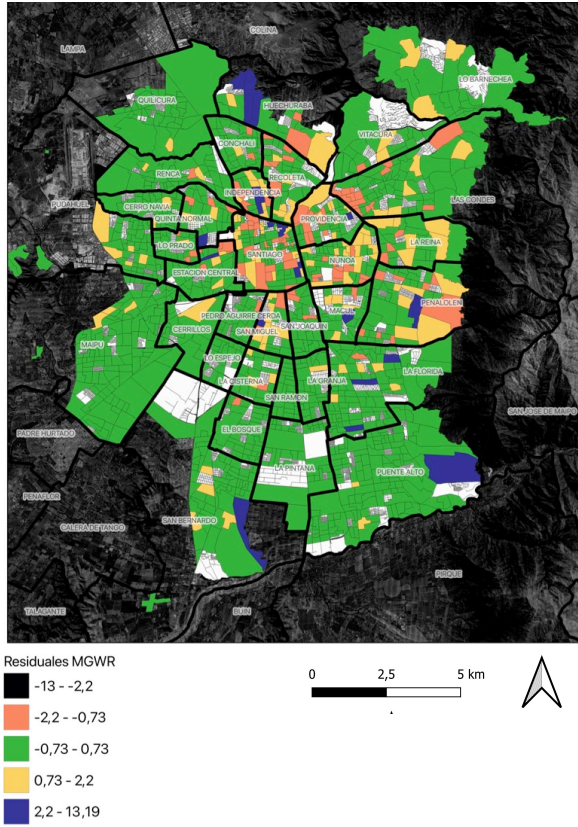 COLINA
LAMPA
LO BARNECHEA
QUILICURA
HUECHURABA
VITACURA
CONCHALI
RENCA
RECOLETA
INDEPENDENCIA
LAS CONDES
PUDAHUEL
CERRO NAVIA
QUINTA NORMAL
PROVIDENCIA
LO PRADO
LA REINA
SANTIAGO
ÑUÑOA
ESTACION CENTRAL
PEÑALOLEN
MACUL
PEDRO AGUIRRE CERDA
SAN JOAQUIN
CERRILLOS
SAN MIGUEL
MAIPU
LO ESPEJO
LA FLORIDA
LA CISTERNA
LA GRANJA
SAN RAMON
SAN JOSE DE MAIPO
EL BOSQUE
PADRE HURTADO
LA PINTANA
PUENTE ALTO
PEÑAFLOR
SAN BERNARDO
CALERA DE TANGO
PIRQUE
TALAGANTE
BUIN
Residuales MGWR
-13 - -2,2
-2,2 - -0,73
-0,73 - 0,73
0,73 - 2,2
2,2 - 13,19
0 2,5 5 km